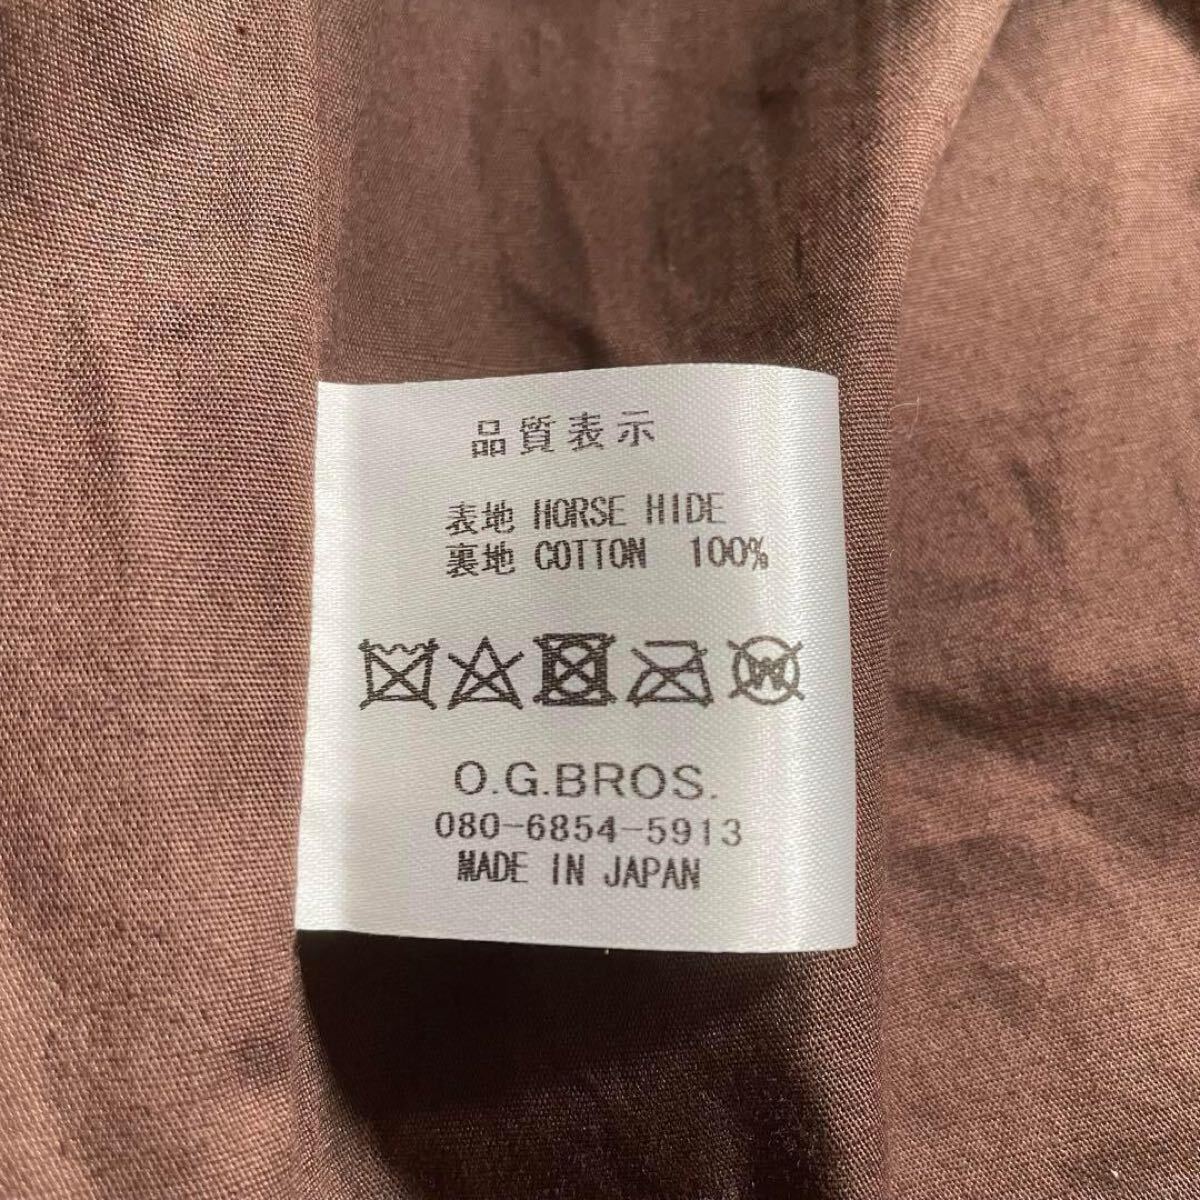 品質表示
表地 HORSE HIDE
裏地 COTTON 100%
W
O.G.BROS.
080-6854-5913
MADE IN JAPAN